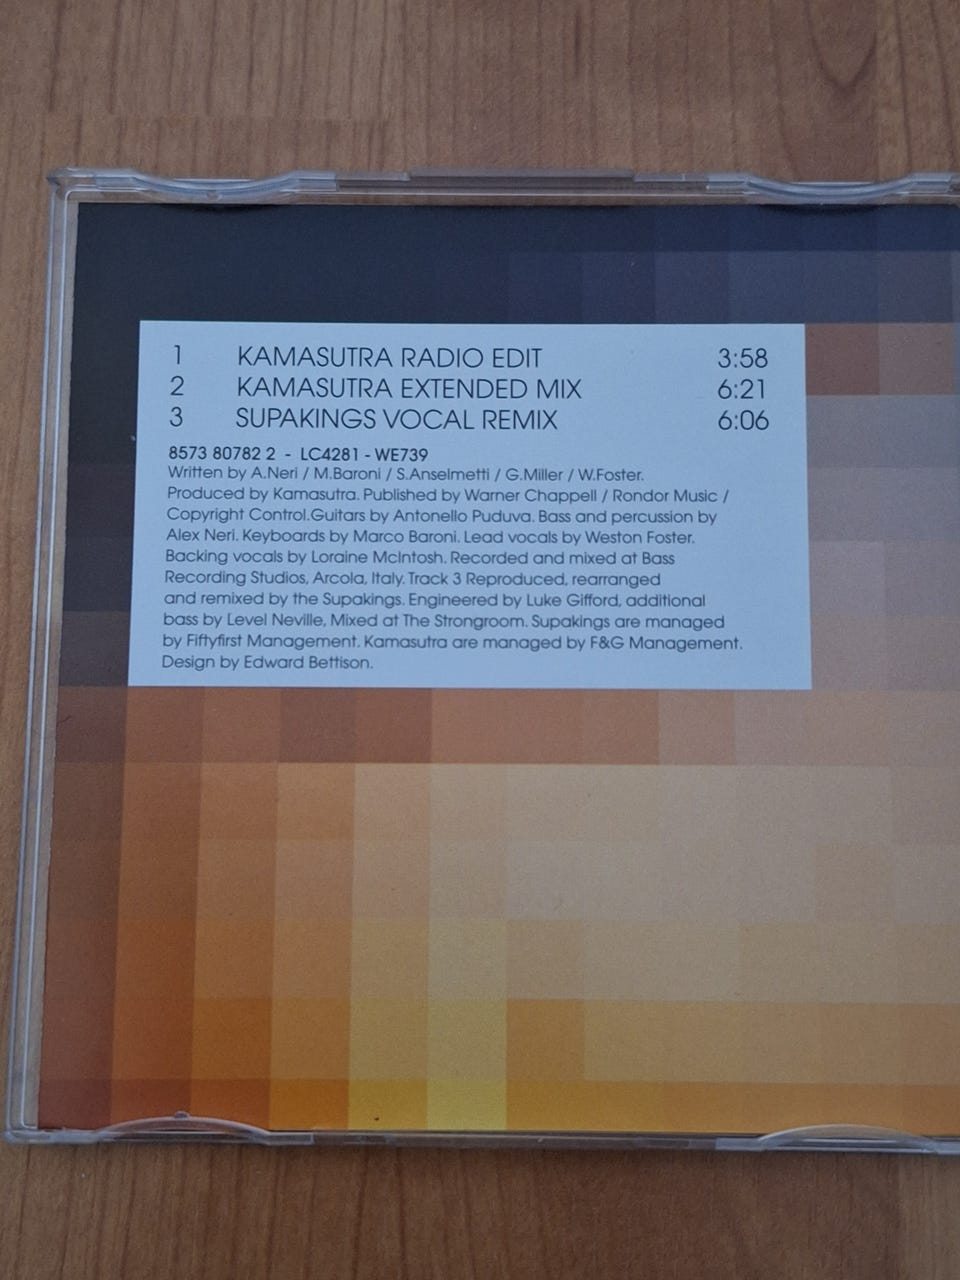 1 KAMASUTRA RADIO EDIT 3:58
2 KAMASUTRA EXTENDED MIX 6:21
3 SUPAKINGS VOCAL REMIX 6:06
8573 80782 2 - LC4281 - WE739
Written by A.Neri / M.Baroni / S.Anselmetti / G.Miller / W.Foster.
Produced by Kamasutra. Published by Warner Chappell / Rondor Music /
Copyright Control.Guitars by Antonello Puduva. Bass and percussion by
Alex Neri. Keyboards by Marco Baroni. Lead vocals by Weston Foster.
Backing vocals by Loraine McIntosh. Recorded and mixed at Bass
Recording Studios, Arcola, Italy. Track 3 Reproduced, rearranged
and remixed by the Supakings. Engineered by Luke Gifford, additional
bass by Level Neville, Mixed at The Strongroom. Supakings are managed
by Fiftyfirst Management. Kamasutra are managed by F&G Management.
Design by Edward Bettison.